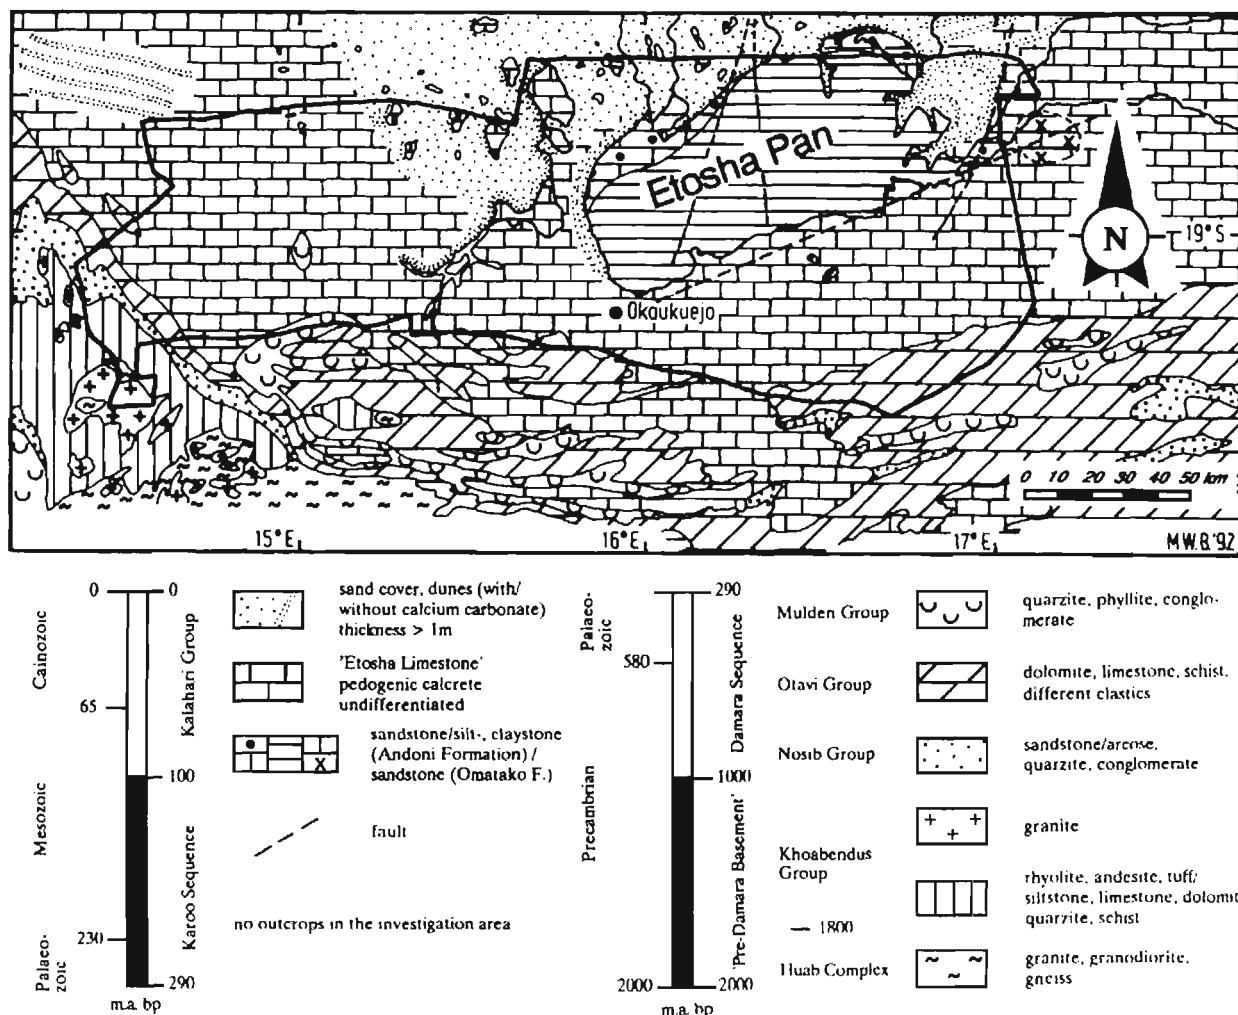 Etosha Pan
N
19°S
Okaukuejo
0 10 20 30 40 50 km
15°E
16°E
17°E
M.W.B.'92
0
0
Cainozoic
Kalahari Group
65
100
Mesozoic
Karoo Sequence
230
Palaeo-
zoic
290
m.a. bp
sand cover, dunes (with/
without calcium carbonate)
thickness > 1m
'Etosha Limestone'
pedogenic calcrete
undifferentiated
sandstone/silt-, claystone
(Andoni Formation) /
sandstone (Omatako F.)
x
fault
no outcrops in the investigation area
Palaeo-
zoic
290
580
Damara Sequence
1000
Precambrian
'Pre-Damara Basement'
2000
2000
m.a. bp
Mulden Group
quarzite, phyllite, conglo-
merate
Otavi Group
dolomite, limestone, schist,
different clastics
Nosib Group
sandstone/arcose,
quarzite, conglomerate
granite
Khoabendus
Group
rhyolite, andesite, tuff/
siltstone, limestone, dolomit
quarzite, schist
— 1800
Huab Complex
granite, granodiorite,
gneiss